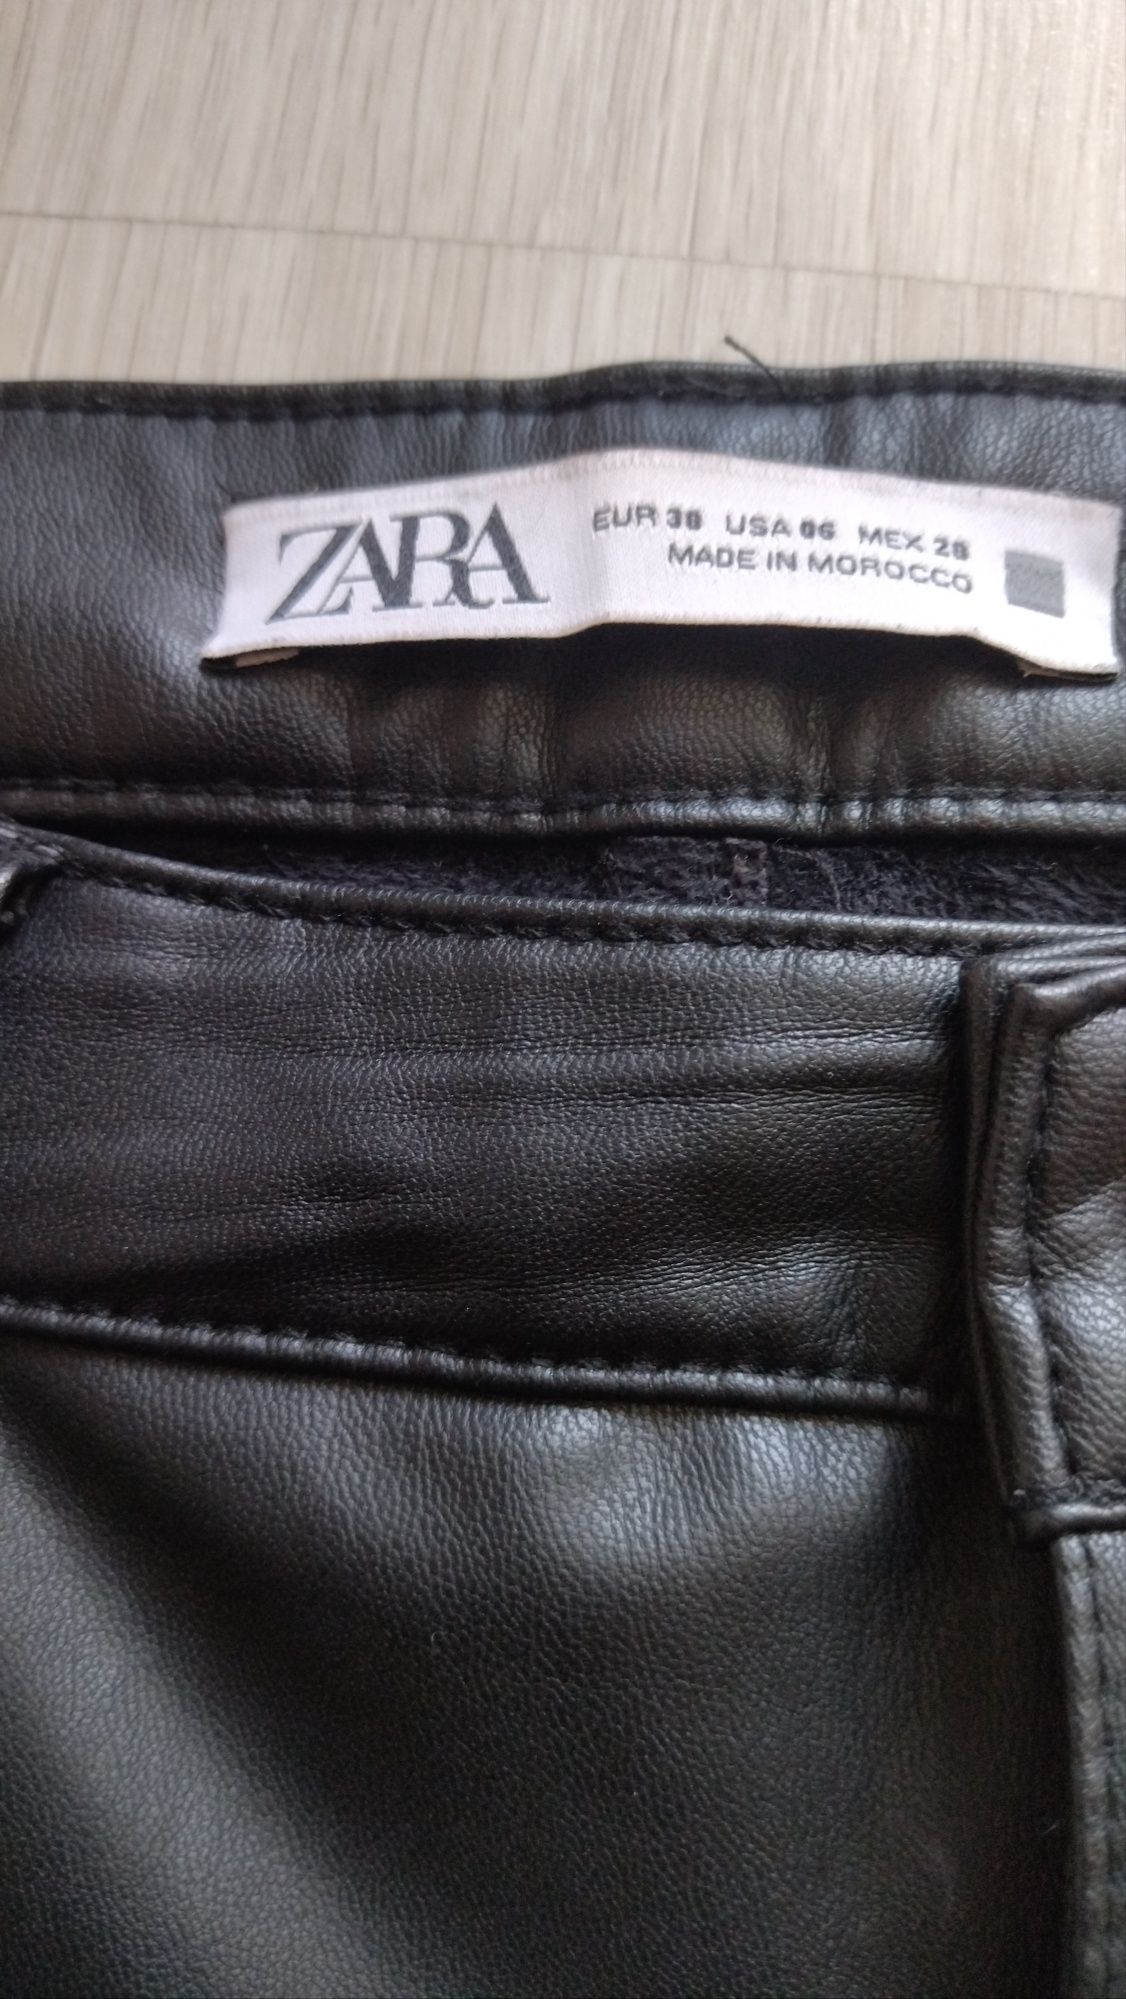 ZARA
EUR 38 USA 06 MEX 28
MADE IN MOROCCO